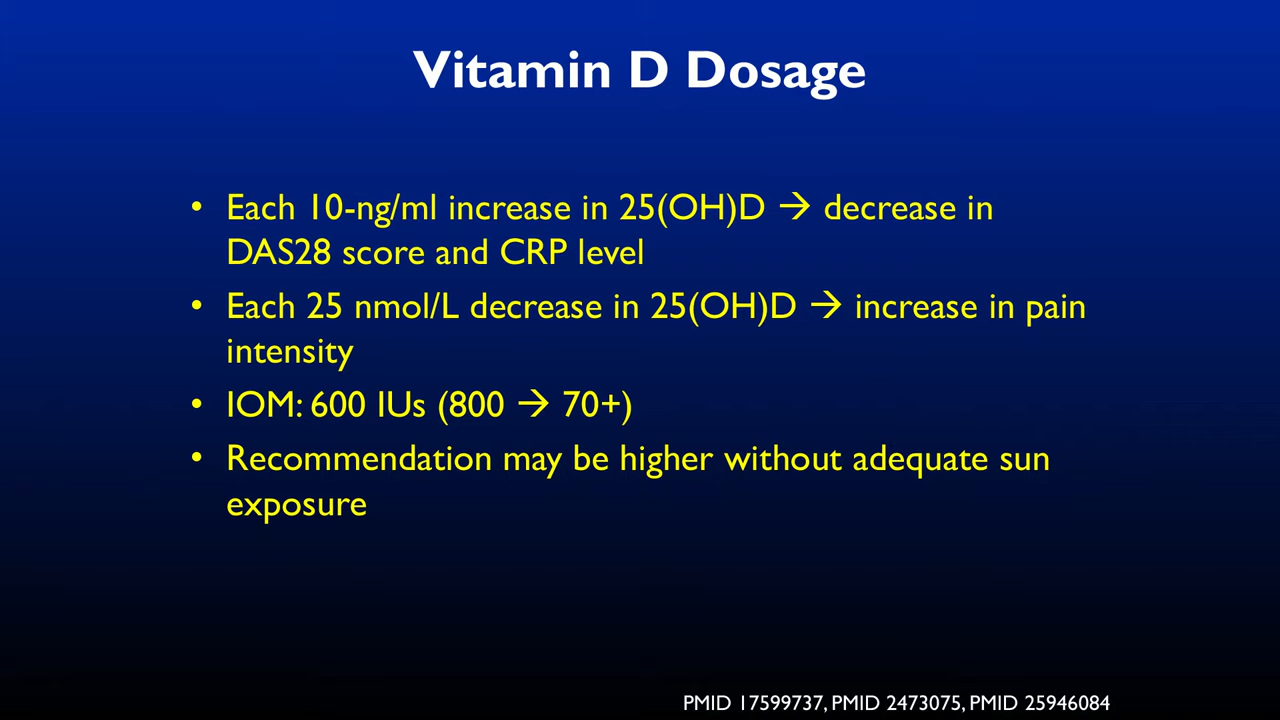 Vitamin D Dosage
• Each 10-ng/ml increase in 25(OH)D → decrease in
DAS28 score and CRP level
• Each 25 nmol/L decrease in 25(OH)D → increase in pain
intensity
• IOM: 600 IUs (800 → 70+)
• Recommendation may be higher without adequate sun
exposure
PMID 17599737, PMID 2473075, PMID 25946084